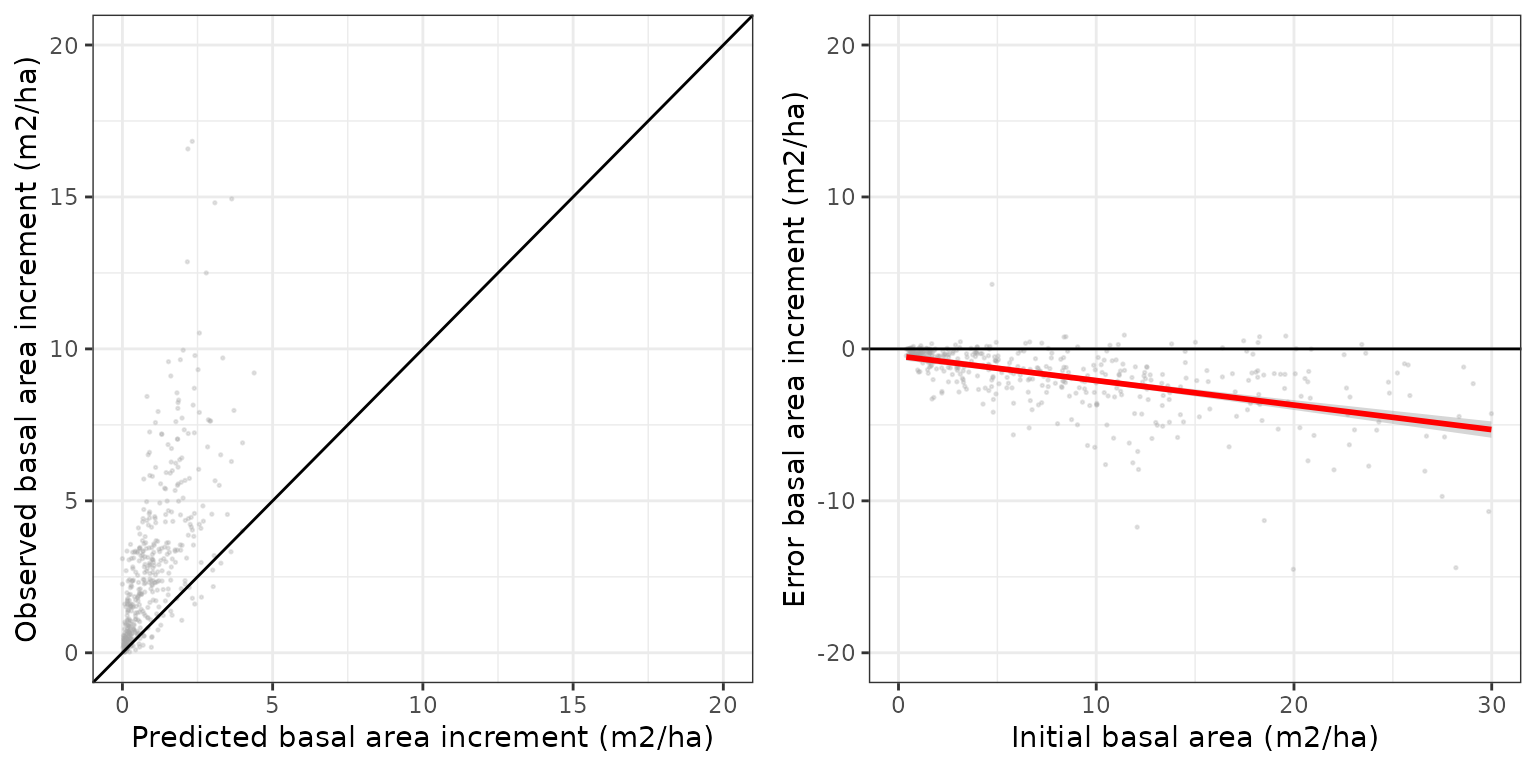 Observed basal area increment (m2/ha)
20
15
10
5
0
0 5 10 15 20
Predicted basal area increment (m2/ha)
Error basal area increment (m2/ha)
20
10
0
-10
-20
0 10 20 30
Initial basal area (m2/ha)